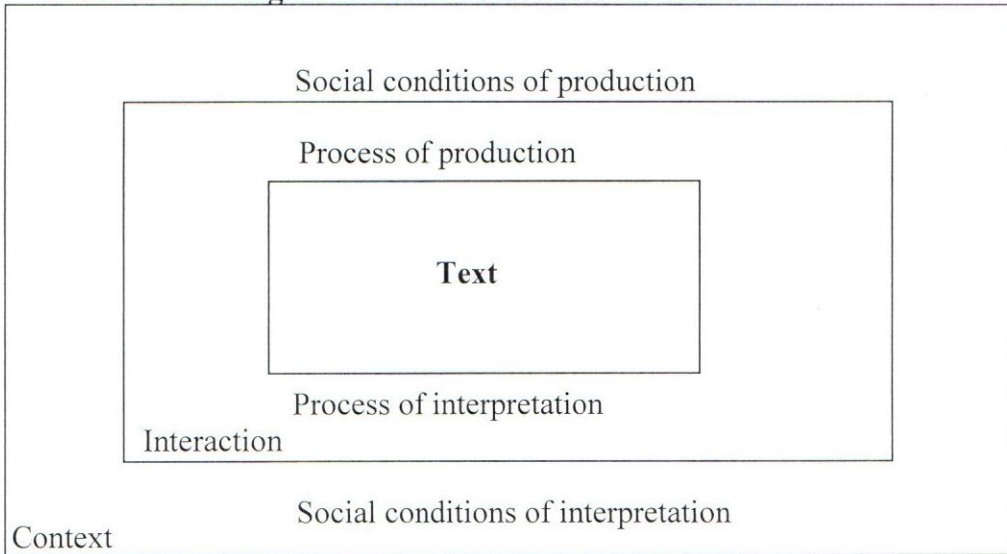 Social conditions of production
Process of production
Text
Process of interpretation
Interaction
Social conditions of interpretation
Context